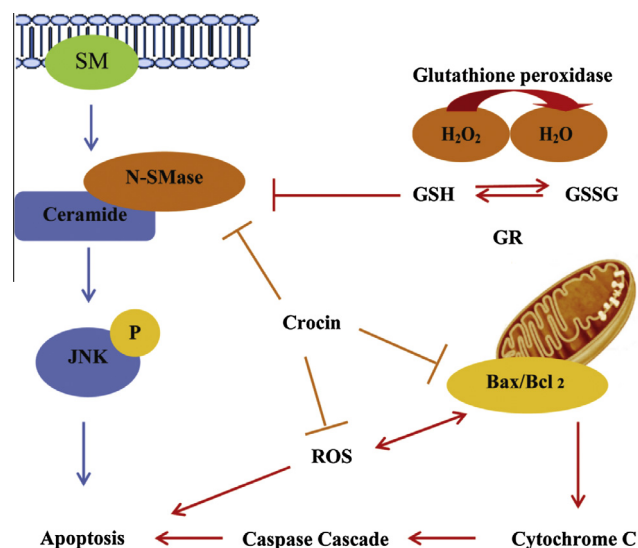 SM
Glutathione peroxidase
H₂O₂
H₂O
N-SMase
Ceramide
GSH
GSSG
GR
Crocin
P
JNK
Bax/Bcl 2
ROS
Apoptosis
Caspase Cascade
Cytochrome C